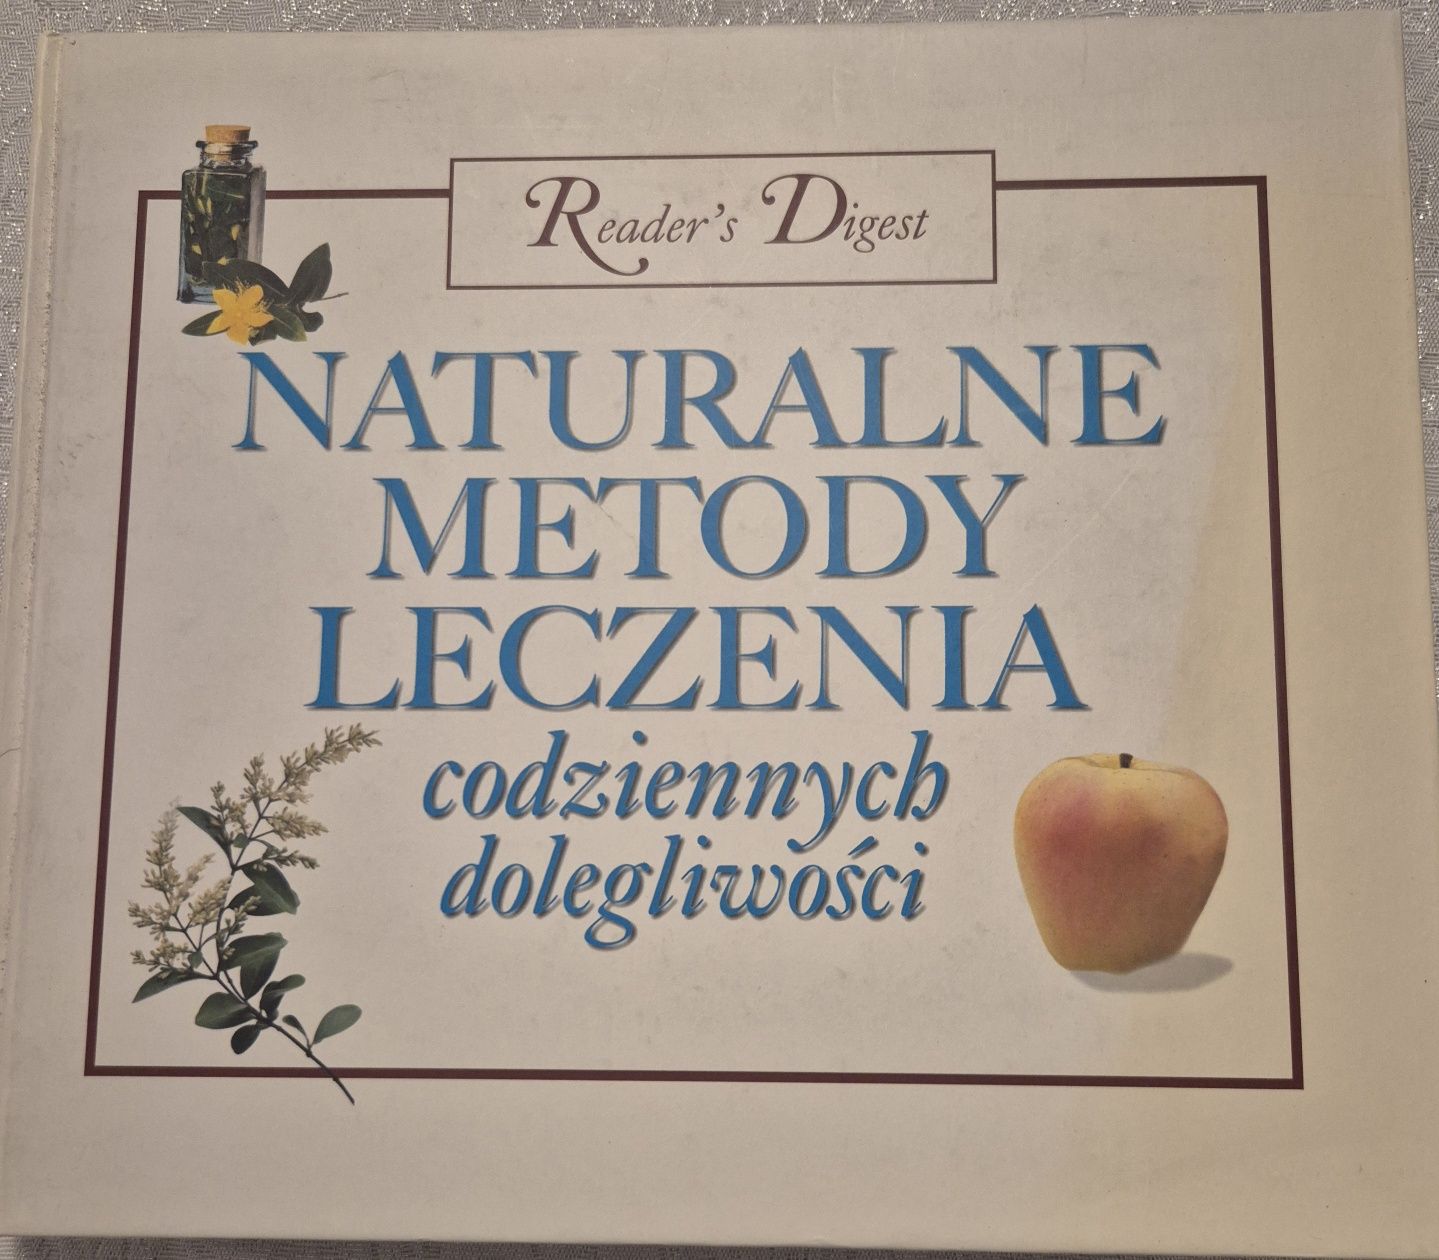 Reader's Digest
NATURALNE
METODY
LECZENIA
codziennych
dolegliwości